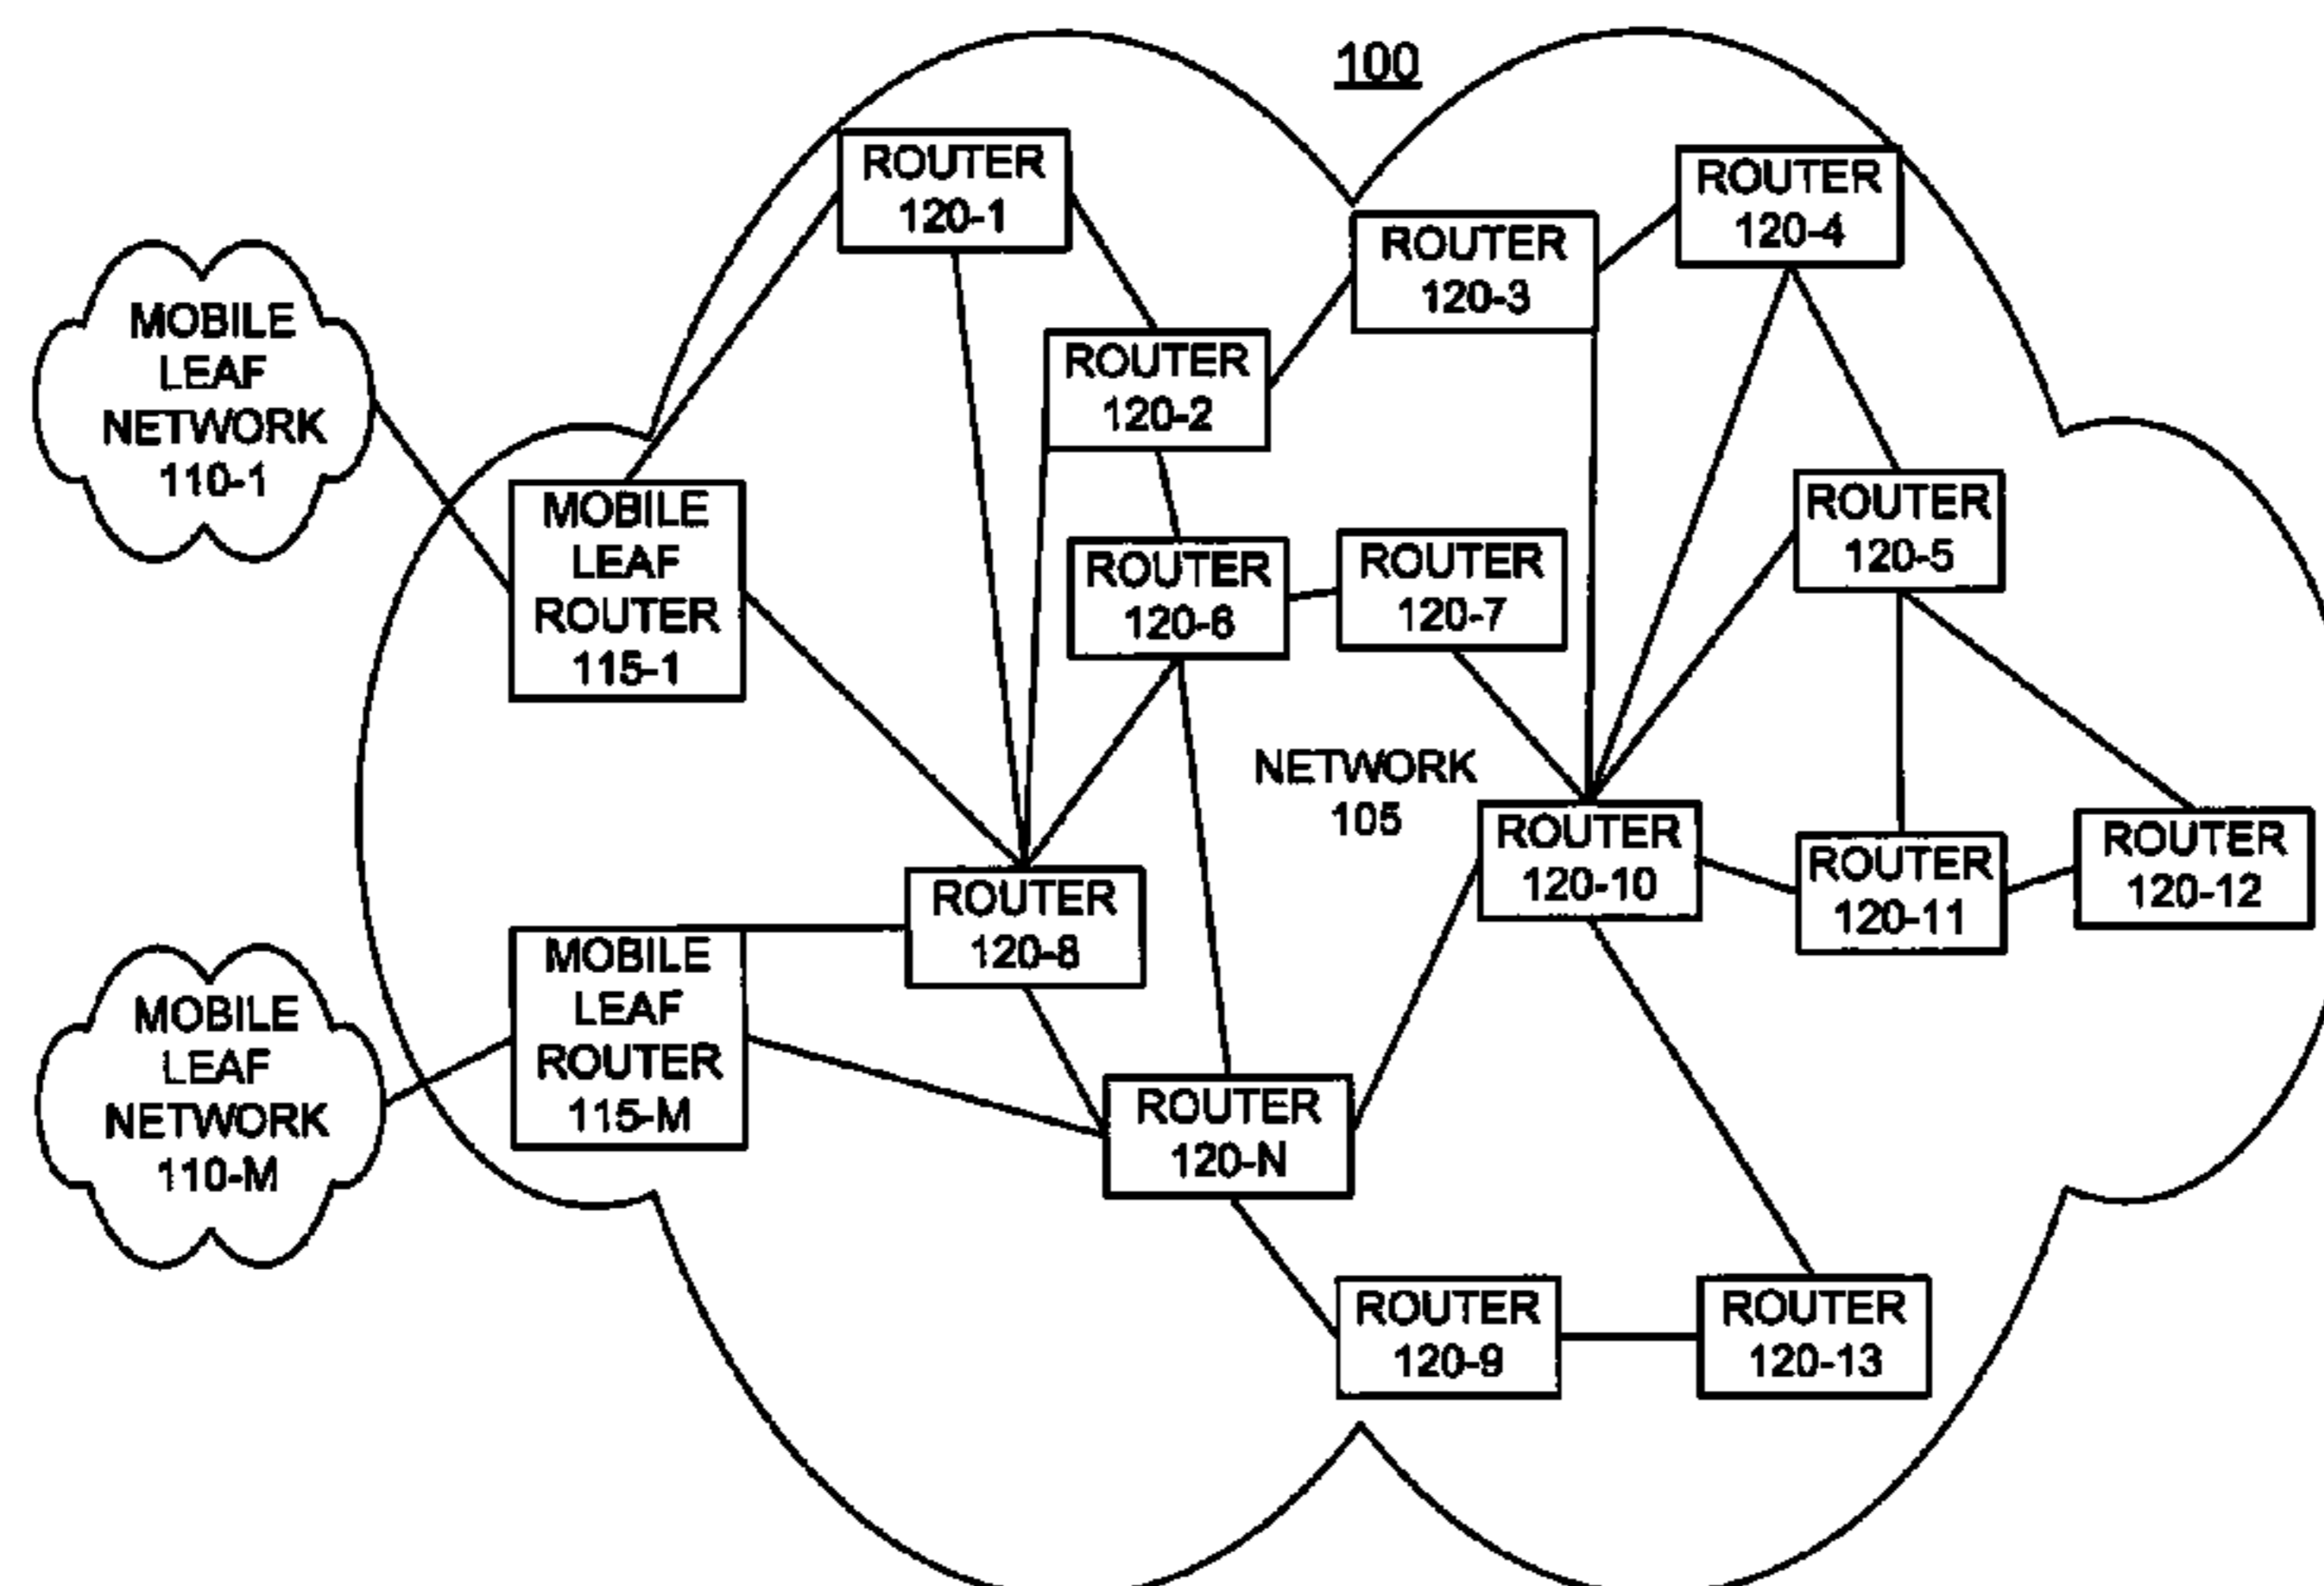 100
ROUTER
120-1
ROUTER
120-4
ROUTER
120-3
MOBILE
LEAF
NETWORK
110-1
ROUTER
120-2
MOBILE
LEAF
ROUTER
115-1
ROUTER
120-5
ROUTER
120-6
ROUTER
120-7
NETWORK
105
ROUTER
120-10
ROUTER
120-11
ROUTER
120-12
ROUTER
120-8
MOBILE
LEAF
ROUTER
115-M
MOBILE
LEAF
NETWORK
110-M
ROUTER
120-N
ROUTER
120-9
ROUTER
120-13